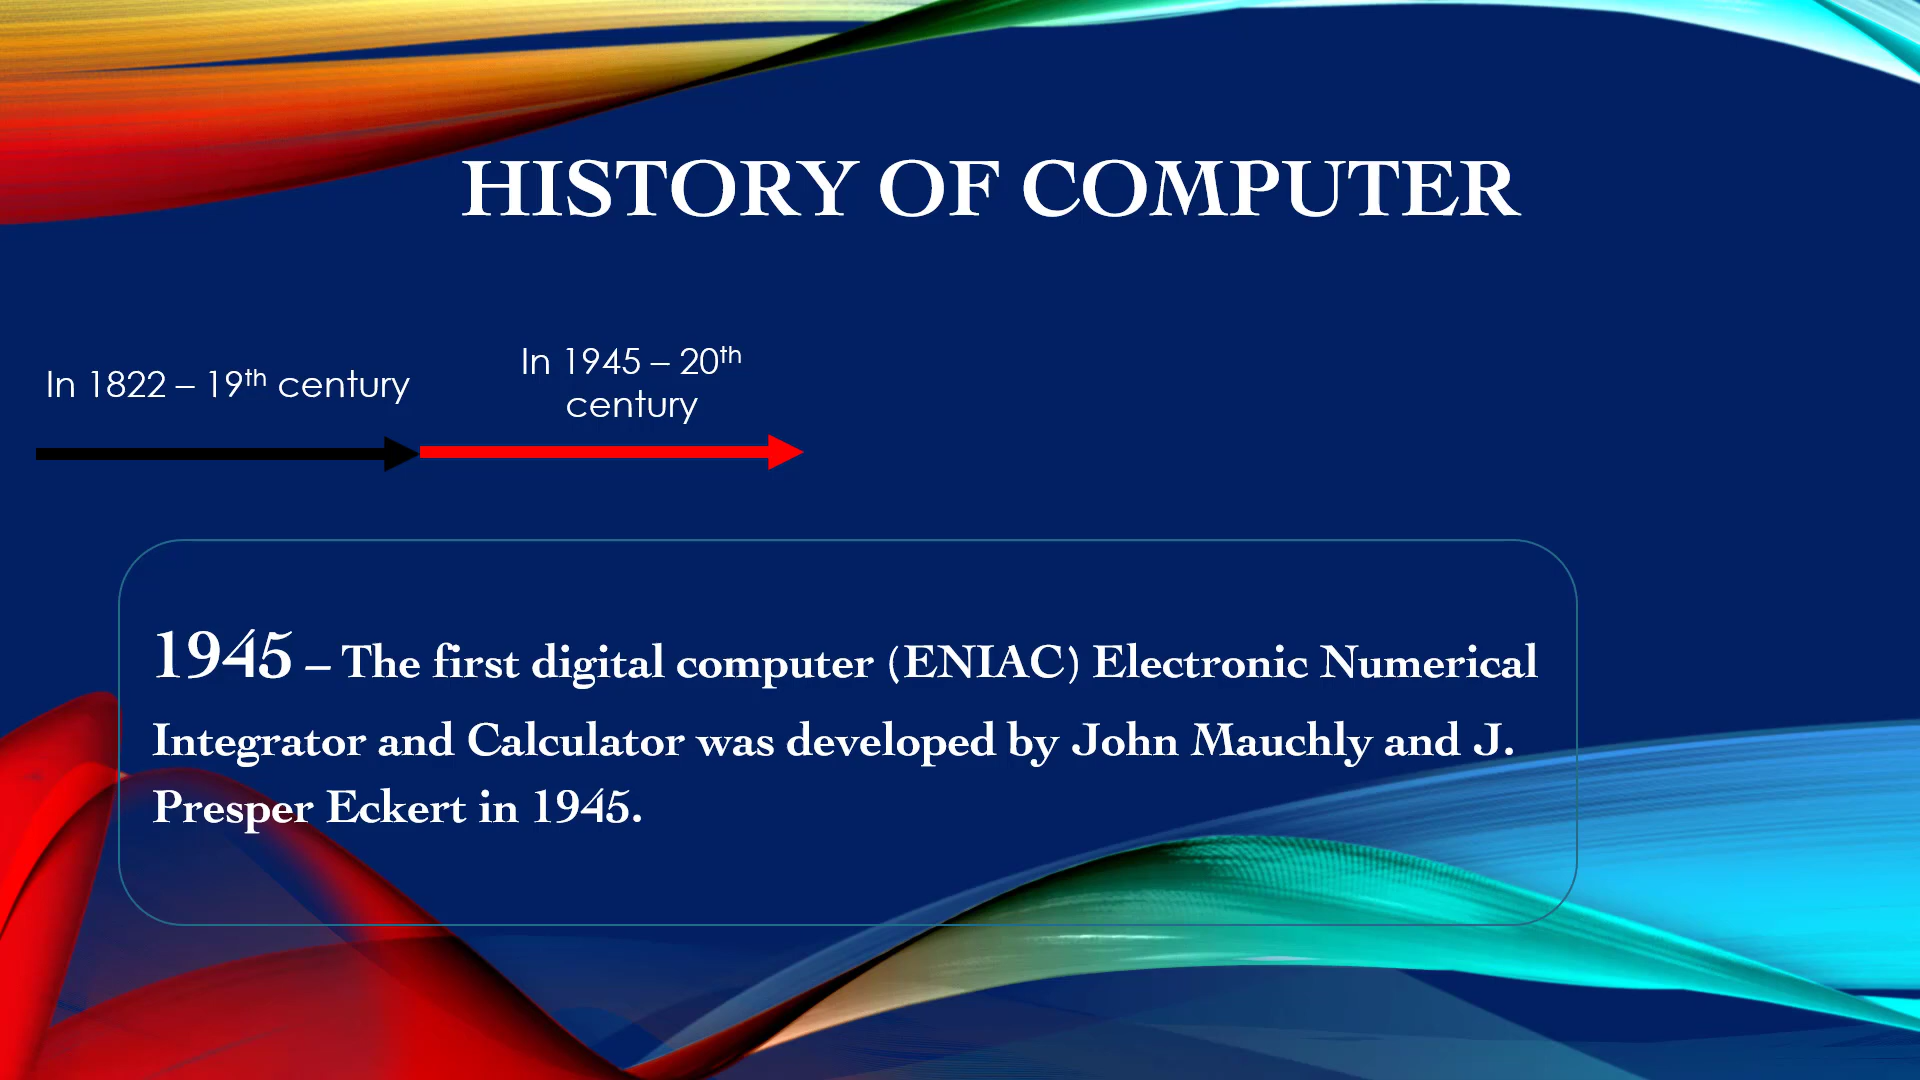 HISTORY OF COMPUTER
In 1822 – 19th century
In 1945 – 20th
century
1945 – The first digital computer (ENIAC) Electronic Numerical
Integrator and Calculator was developed by John Mauchly and J.
Presper Eckert in 1945.